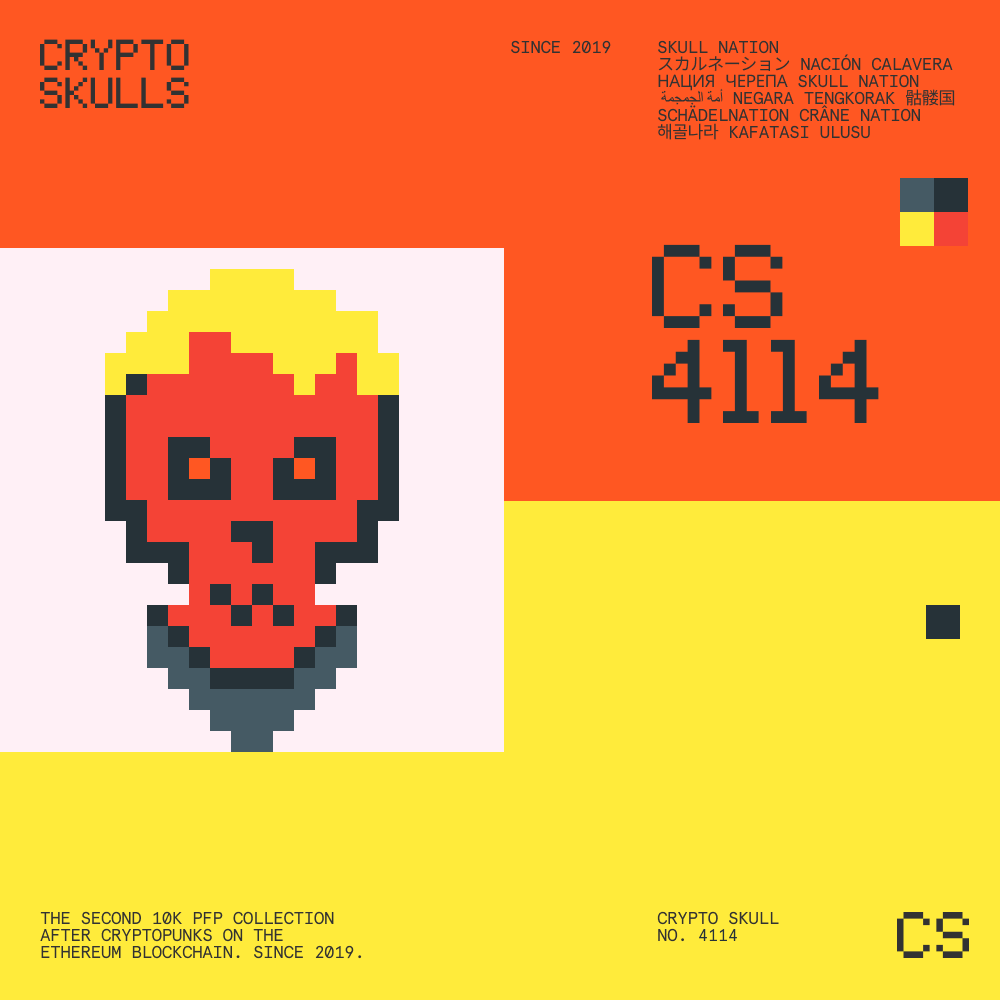 CRYPTO
SKULLS
SINCE 2019
SKULL NATION
スカルネーション NACIÓN CALAVERA
НАЦИЯ ЧЕРЕПА SKULL NATION
أمة الجمجمة NEGARA TENGKORAK 骷髅国
SCHÄDELNATION CRÂNE NATION
해골나라 KAFATASI ULUSU
CS
4114
THE SECOND 10K PFP COLLECTION
AFTER CRYPTOPUNKS ON THE
ETHEREUM BLOCKCHAIN. SINCE 2019.
CRYPTO SKULL
NO. 4114
CS